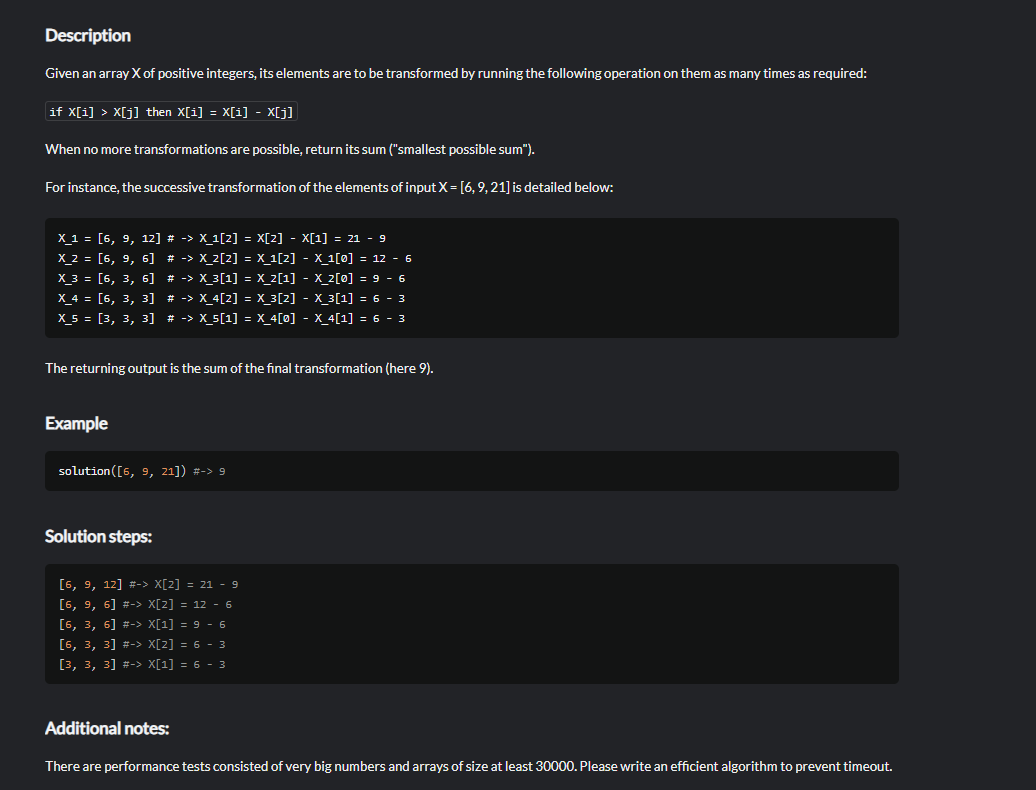 Description
Given an array X of positive integers, its elements are to be transformed by running the following operation on them as many times as required:
if X[i] > X[j] then X[i] = X[i] - X[j]
When no more transformations are possible, return its sum ("smallest possible sum").
For instance, the successive transformation of the elements of input X = [6, 9, 21] is detailed below:
X_1 = [6, 9, 12] # -> X_1[2] = X[2] - X[1] = 21 - 9
X_2 = [6, 9, 6]  # -> X_2[2] = X_1[2] - X_1[0] = 12 - 6
X_3 = [6, 3, 6]  # -> X_3[1] = X_2[1] - X_2[0] = 9 - 6
X_4 = [6, 3, 3]  # -> X_4[2] = X_3[2] - X_3[1] = 6 - 3
X_5 = [3, 3, 3]  # -> X_5[1] = X_4[0] - X_4[1] = 6 - 3
The returning output is the sum of the final transformation (here 9).
Example
solution([6, 9, 21]) #-> 9
Solution steps:
[6, 9, 12] #-> X[2] = 21 - 9
[6, 9, 6] #-> X[2] = 12 - 6
[6, 3, 6] #-> X[1] = 9 - 6
[6, 3, 3] #-> X[2] = 6 - 3
[3, 3, 3] #-> X[1] = 6 - 3
Additional notes:
There are performance tests consisted of very big numbers and arrays of size at least 30000. Please write an efficient algorithm to prevent timeout.